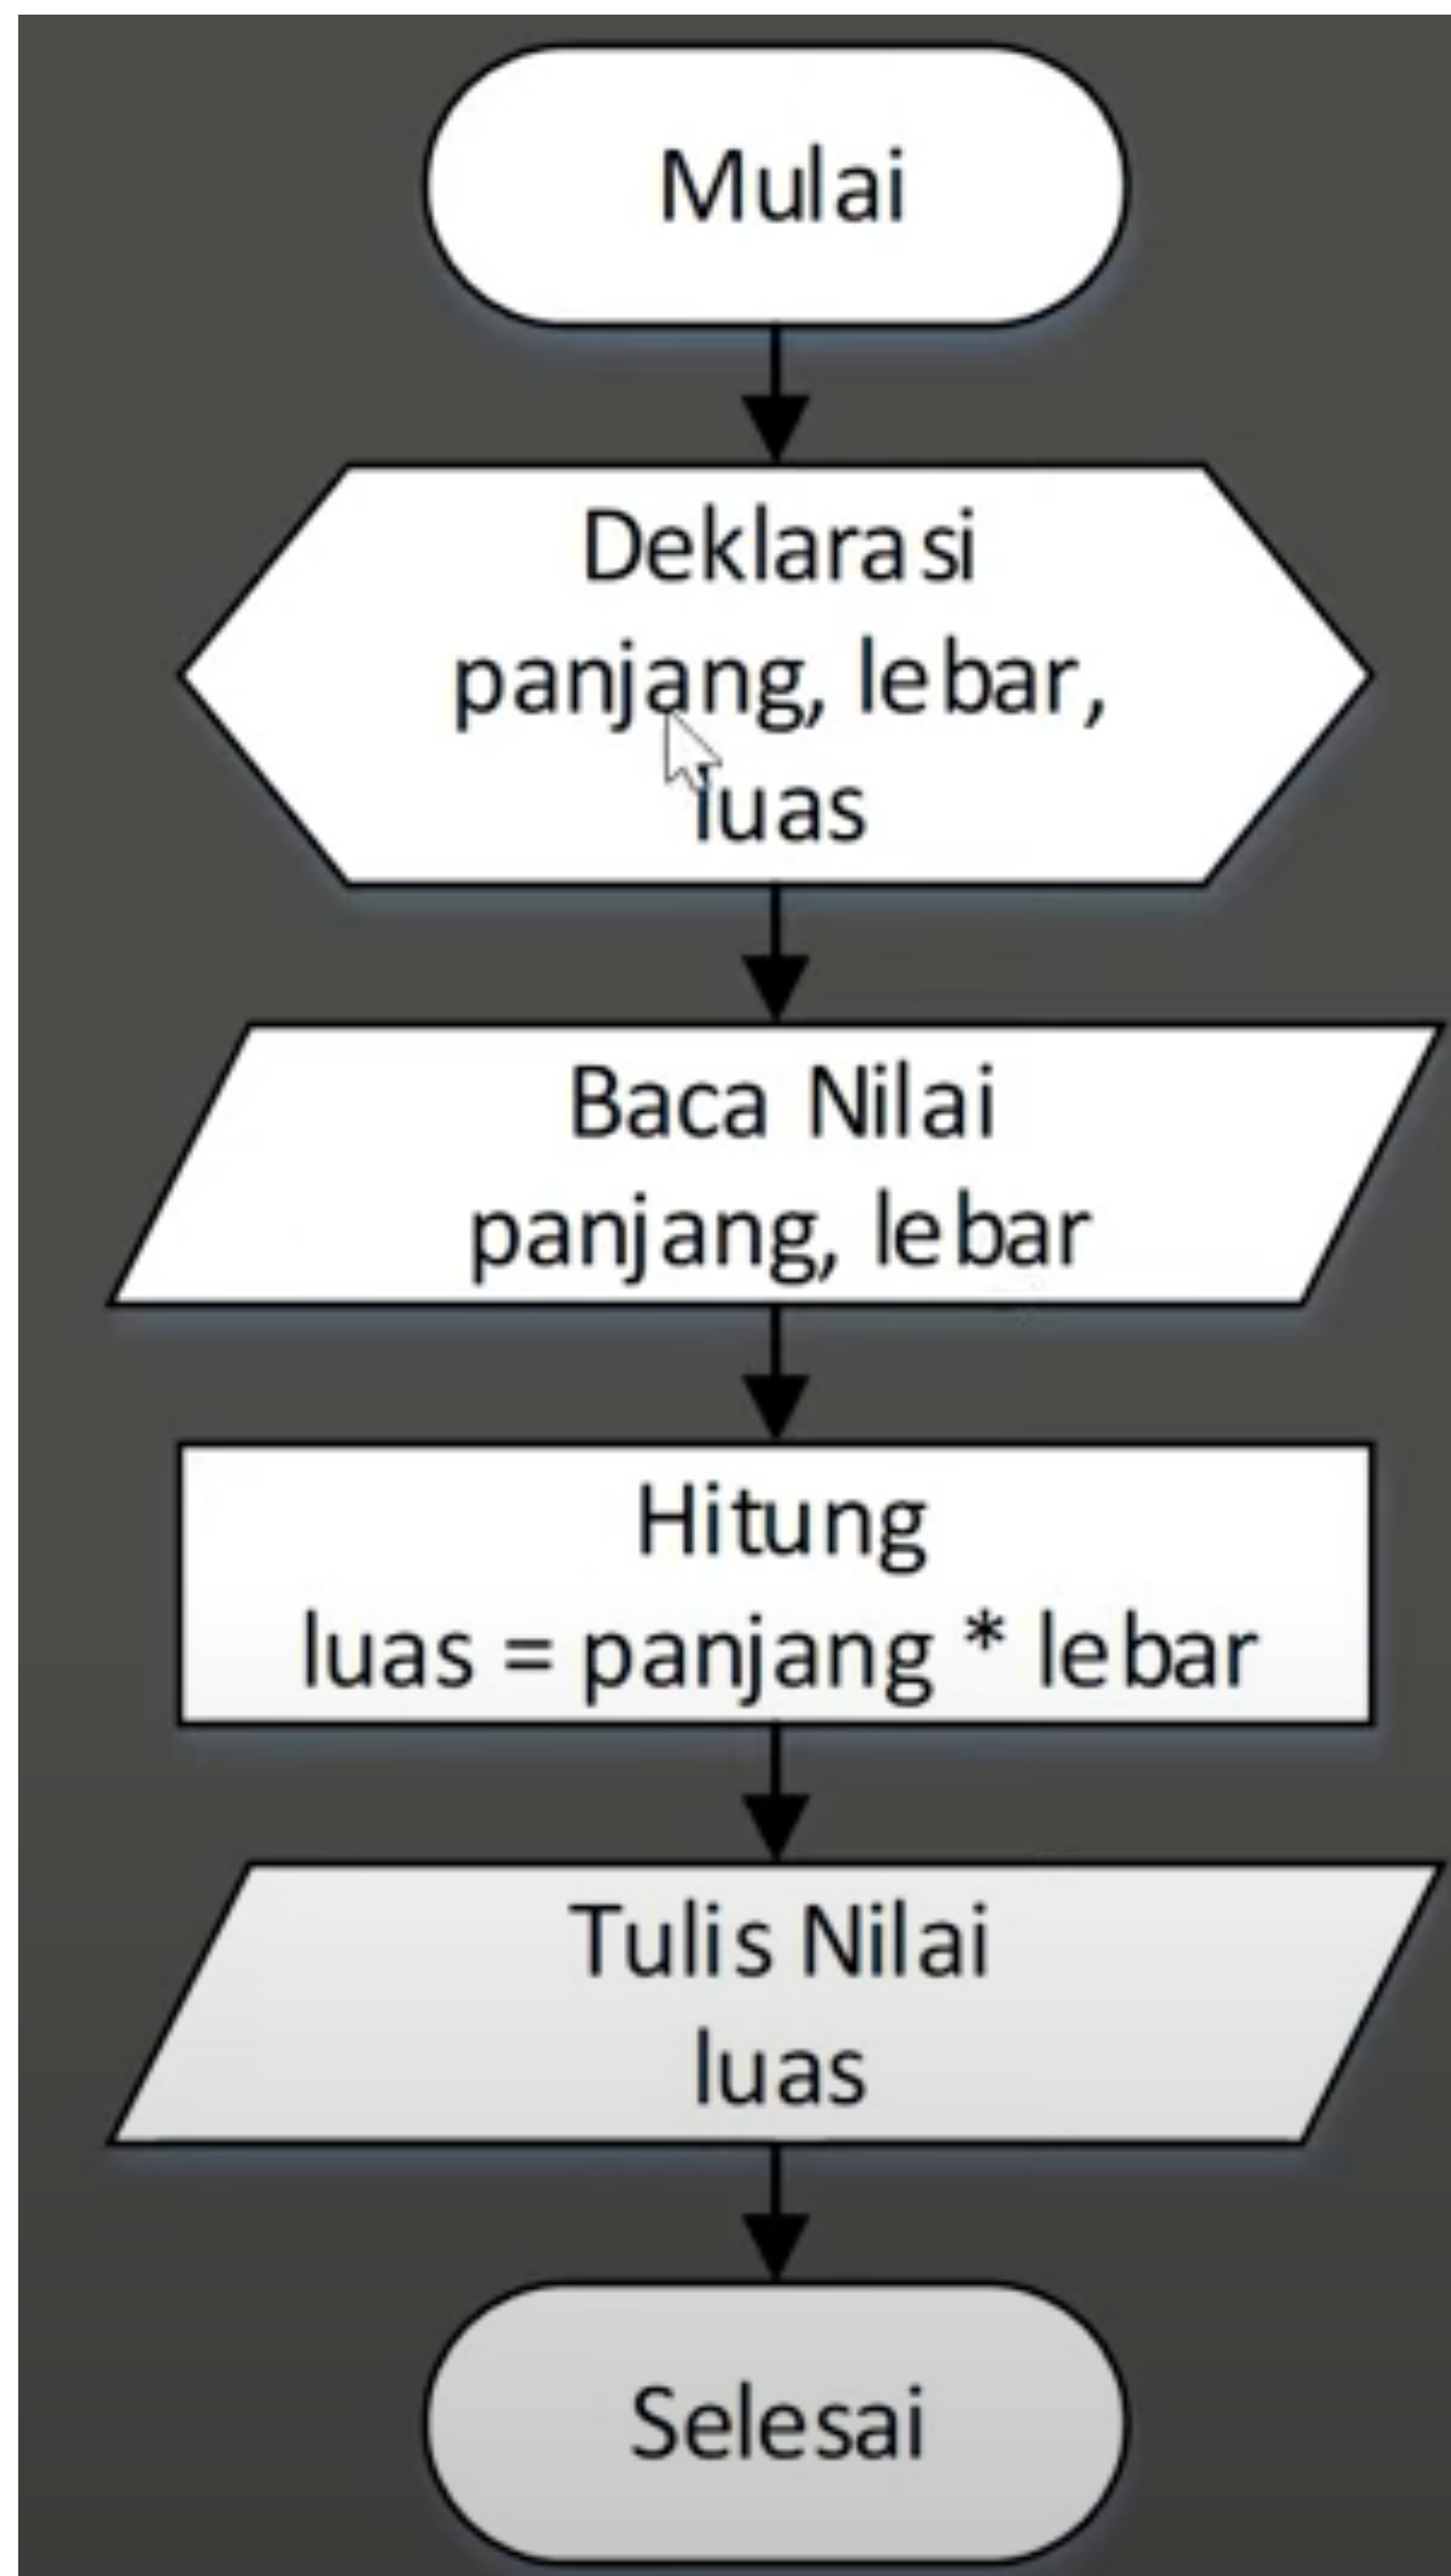 Mulai
Deklarasi
panjang, lebar,
luas
Baca Nilai
panjang, lebar
Hitung
luas = panjang * lebar
Tulis Nilai
luas
Selesai